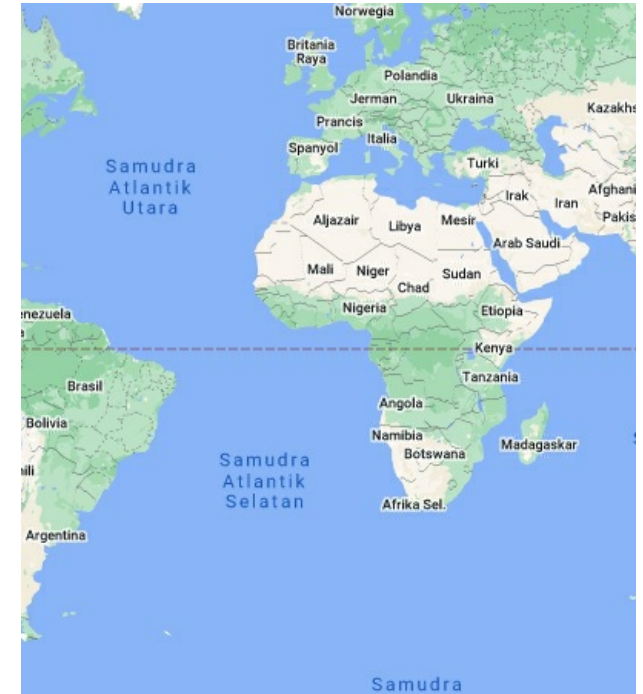 Norwegia
Britania
Raya
Polandia
Jerman
Ukraina
Kazakhs
Prancis
Italia
Spanyol
Turki
Samudra
Atlantik
Utara
Irak
Iran
Afghani
Pakis
Aljazair
Libya
Mesir
Arab Saudi
Mali
Niger
Chad
Sudan
Nigeria
Etiopia
enezuela
a
Kenya
Brasil
Tanzania
Angola
Bolivia
Namibia
Botswana
Madagaskar
S
Samudra
Atlantik
Selatan
ili
Afrika Sel.
Argentina
Samudra